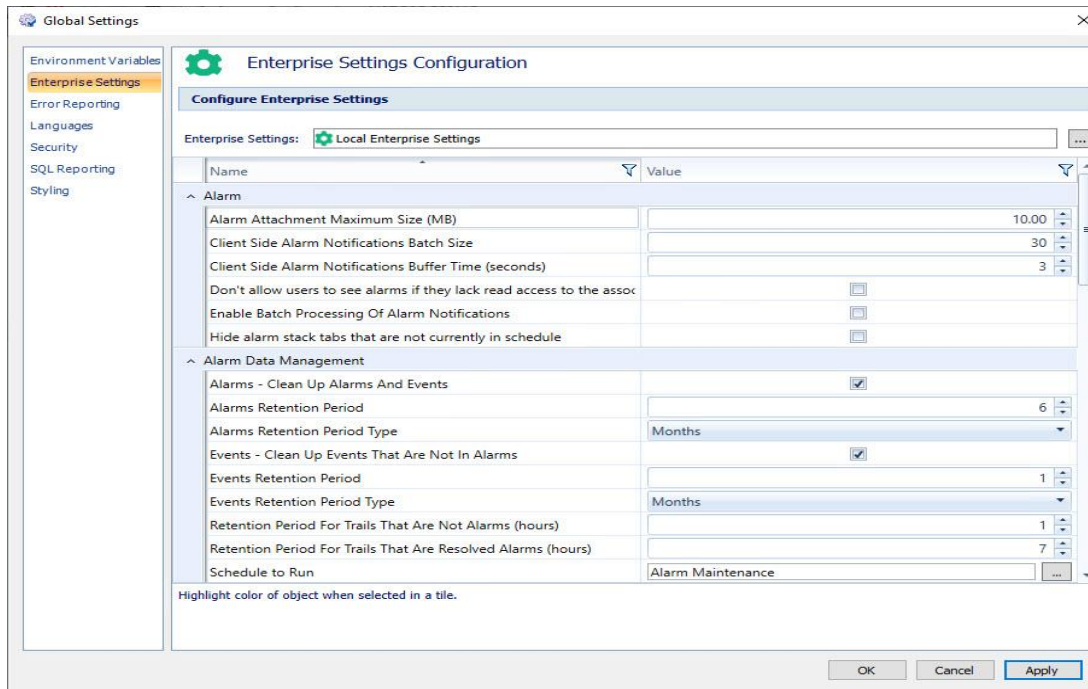 Global Settings
Environment Variables
Enterprise Settings
Error Reporting
Languages
Security
SQL Reporting
Styling
Enterprise Settings Configuration
Configure Enterprise Settings
Enterprise Settings: Local Enterprise Settings ...
Name Value
Alarm
Alarm Attachment Maximum Size (MB) 10.00
Client Side Alarm Notifications Batch Size 30
Client Side Alarm Notifications Buffer Time (seconds) 3
Don't allow users to see alarms if they lack read access to the assoc
Enable Batch Processing Of Alarm Notifications
Hide alarm stack tabs that are not currently in schedule
Alarm Data Management
Alarms - Clean Up Alarms And Events
Alarms Retention Period 6
Alarms Retention Period Type Months
Events - Clean Up Events That Are Not In Alarms
Events Retention Period 1
Events Retention Period Type Months
Retention Period For Trails That Are Not Alarms (hours) 1
Retention Period For Trails That Are Resolved Alarms (hours) 7
Schedule to Run Alarm Maintenance ...
Highlight color of object when selected in a tile.
OK Cancel Apply